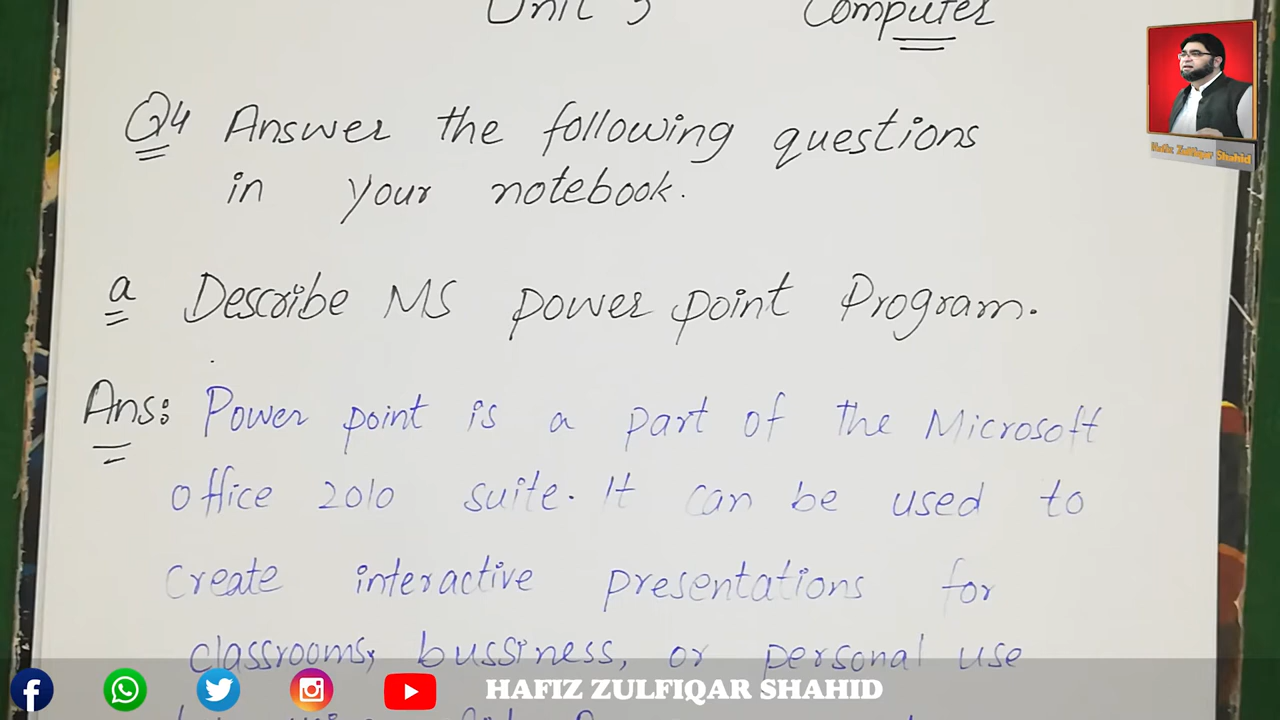 Unit 5 Computer
Q4 Answer the following questions
in your notebook.
a Describe MS power point Program.
Ans: Power point is a part of the Microsoft
office 2010 suite. It can be used to
create interactive presentations for
classrooms, bussiness, or personal use
Hafiz Zulfiqar Shahid
HAFIZ ZULFIQAR SHAHID